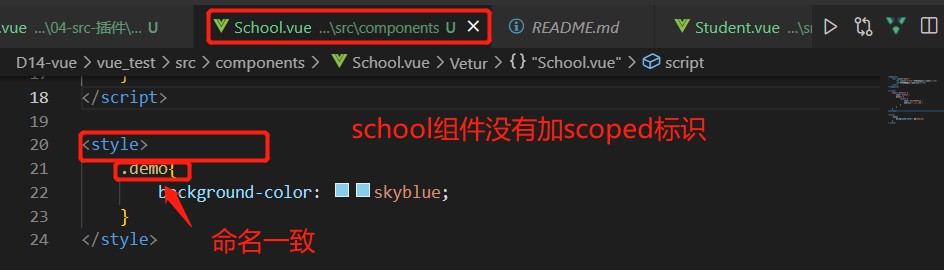 .vue ...\04-src-插件\...
School.vue ...\src\components U
README.md
Student.vue ...\sr
D14-vue > vue_test > src > components > School.vue > Vetur > {} "School.vue" > script
17 }
18 </script>
19
20 <style>
school组件没有加scoped标识
21 .demo{
22 background-color: skyblue;
23 }
命名一致
24 </style>